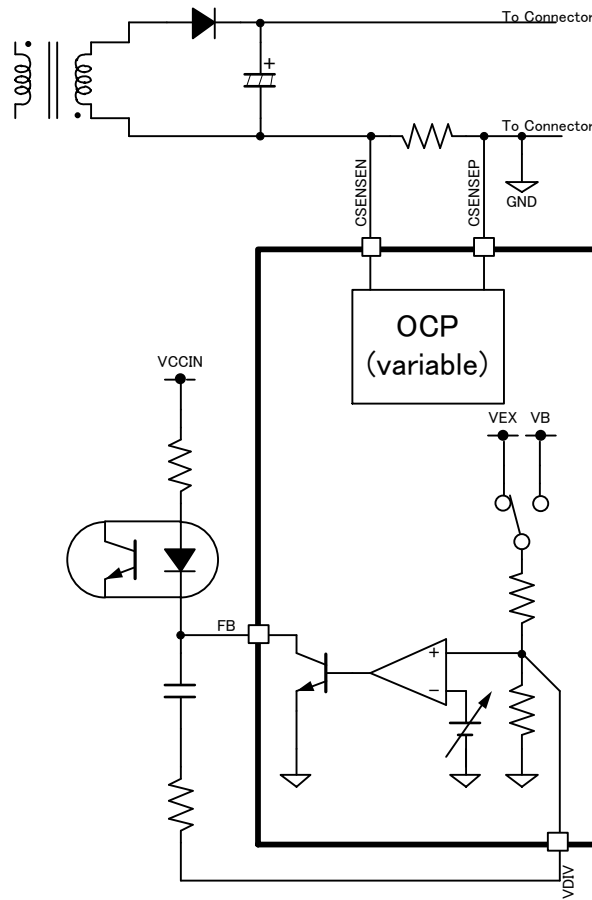 To Connector
To Connector
CSENSEN
CSENSEP
GND
OCP
(variable)
VCCIN
VEX
VB
FB
VDIV